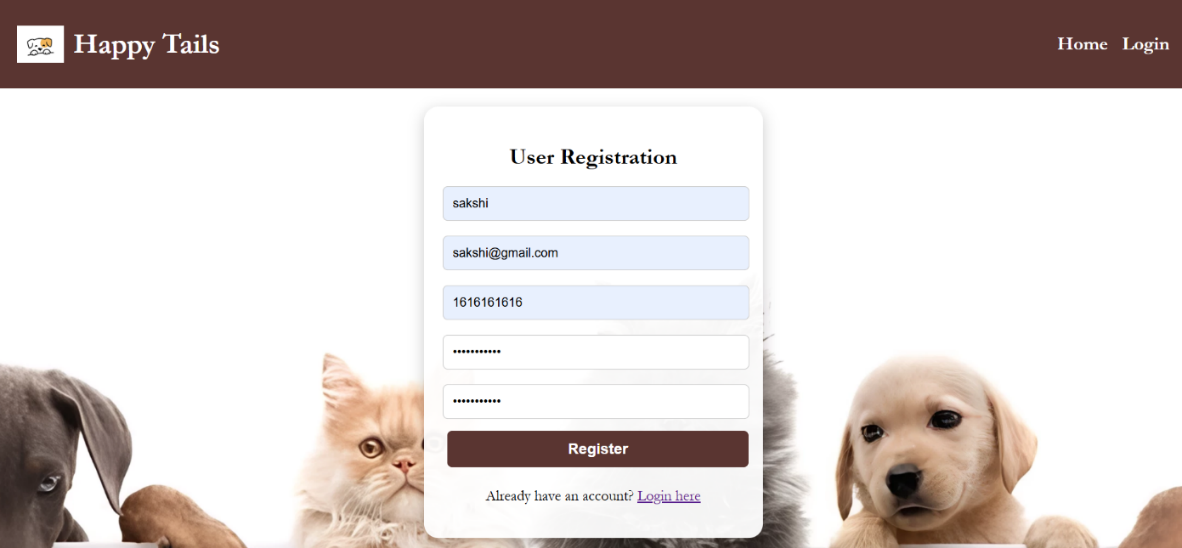 Happy Tails
Home Login
User Registration
sakshi
sakshi@gmail.com
1616161616
•••••••••••
•••••••••••
Register
Already have an account? Login here